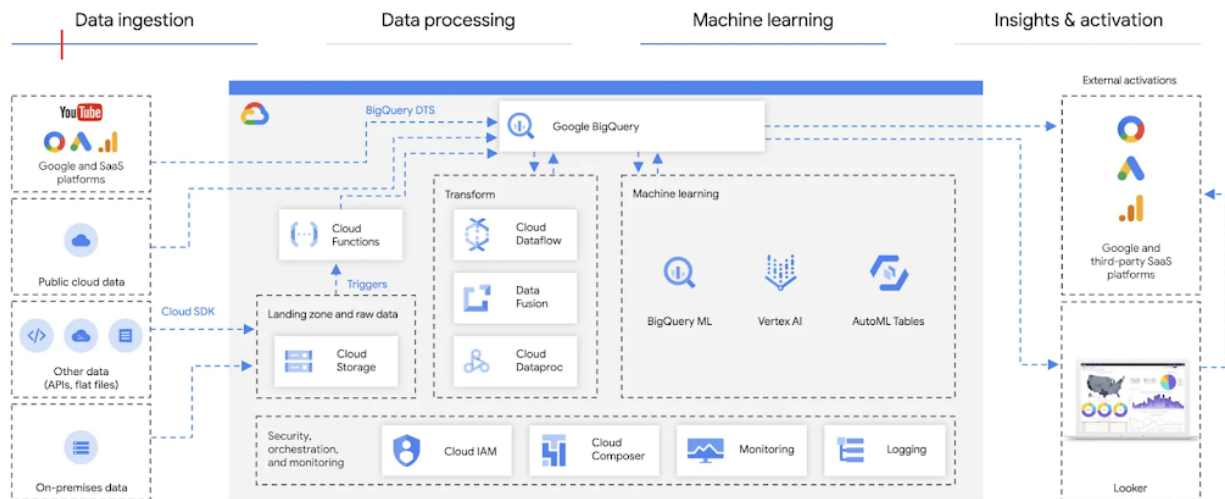 Data ingestion
Data processing
Machine learning
Insights & activation
YouTube
Google and SaaS
platforms
Public cloud data
Cloud SDK
Other data
(APIs, flat files)
On-premises data
BigQuery DTS
Google BigQuery
Cloud
Functions
Triggers
Landing zone and raw data
Cloud
Storage
Transform
Cloud
Dataflow
Data
Fusion
Cloud
Dataproc
Machine learning
BigQuery ML
Vertex AI
AutoML Tables
Security,
orchestration,
and monitoring
Cloud IAM
Cloud
Composer
Monitoring
Logging
External activations
Google and
third-party SaaS
platforms
Looker